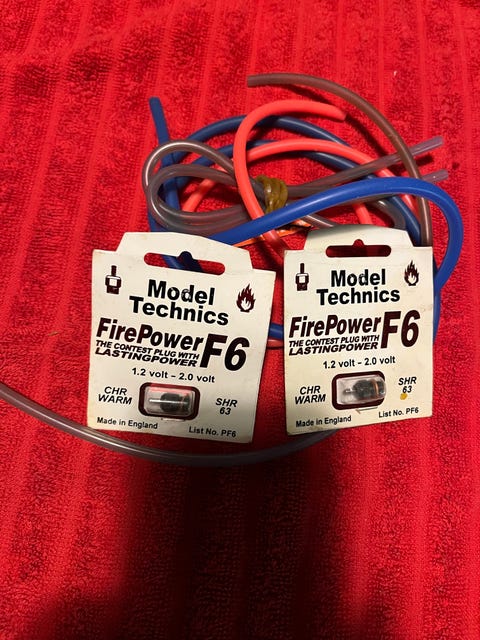 Model
Technics
FirePower F6
THE CONTEST PLUG WITH
LASTINGPOWER
1.2 volt - 2.0 volt
CHR
WARM
SHR
63
Made in England
List No. PF6
Model
Technics
FirePower F6
THE CONTEST PLUG WITH
LASTINGPOWER
1.2 volt - 2.0 volt
CHR
WARM
SHR
63
Made in England
List No. PF6